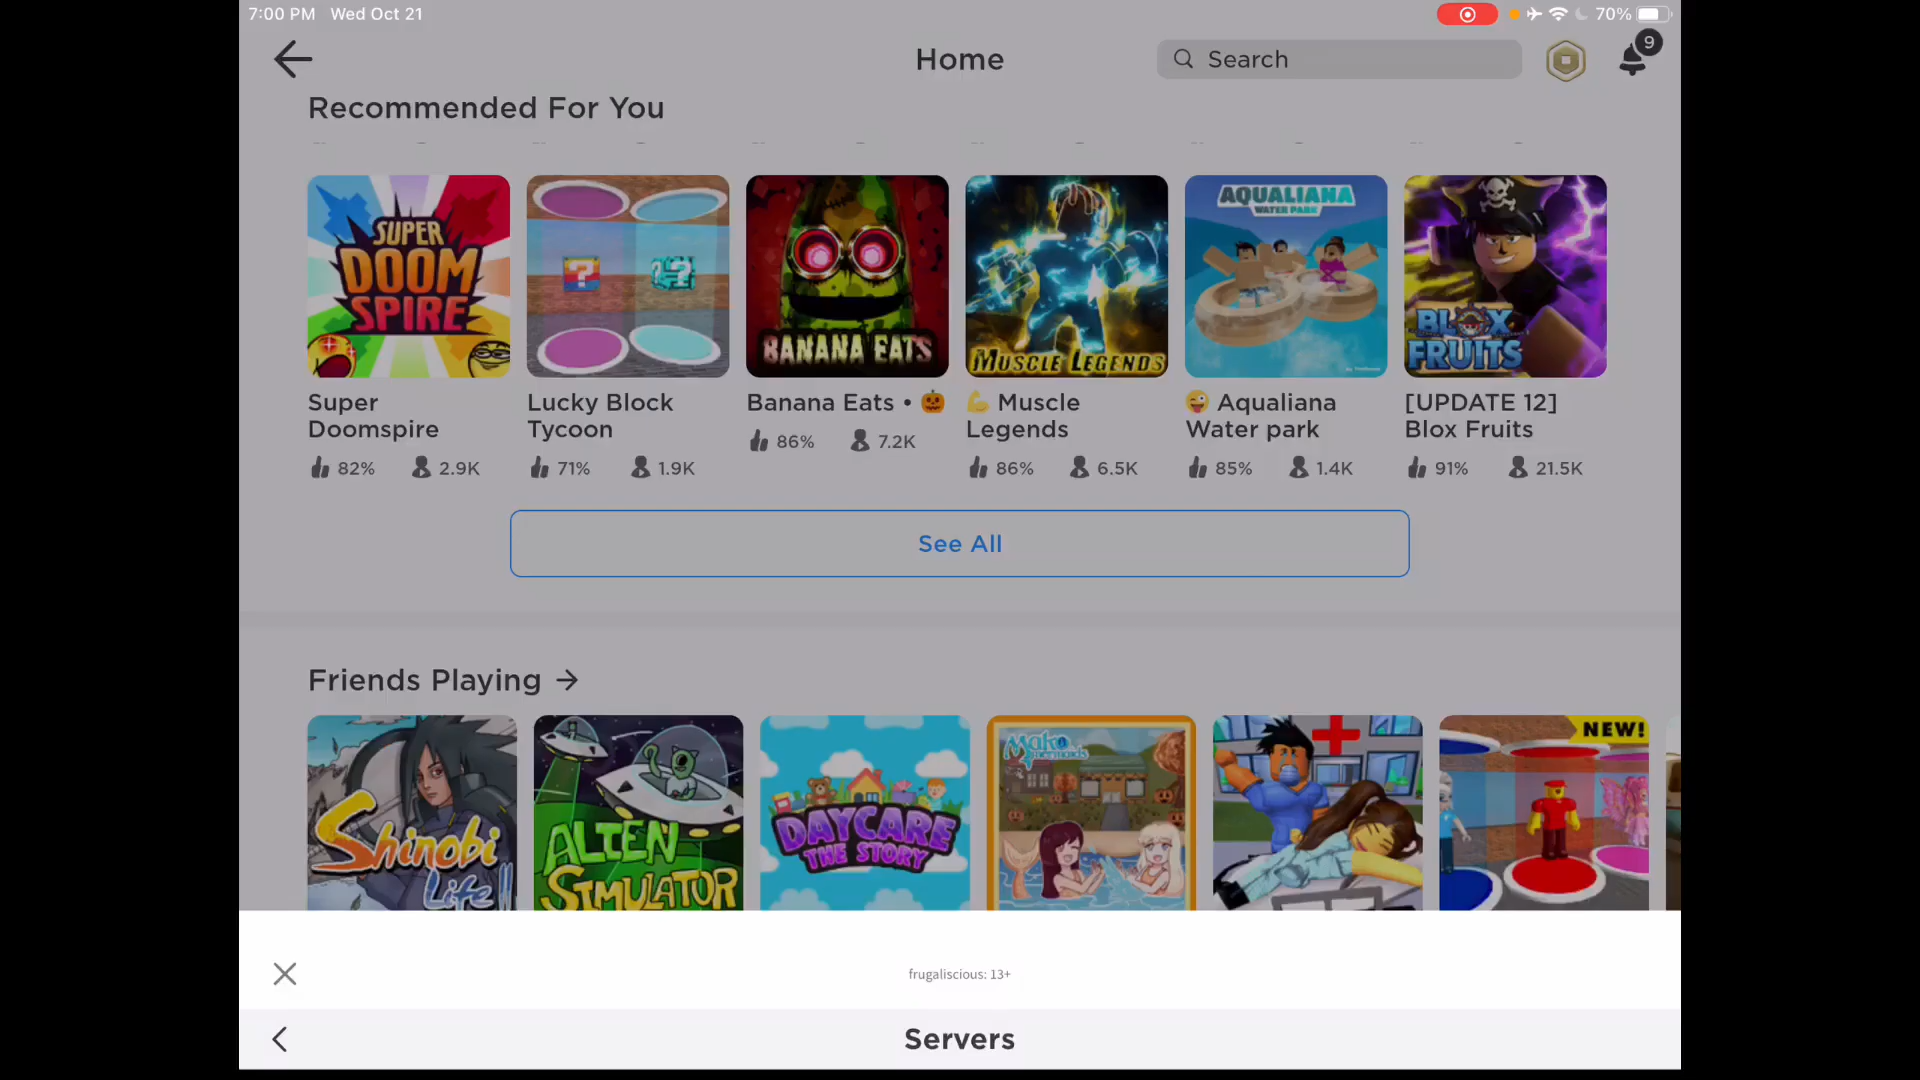 7:00 PM Wed Oct 21
70%
Home
Search
9
Recommended For You
SUPER
DOOM
SPIRE
BANANA EATS
MUSCLE LEGENDS
AQUALIANA
WATER PARK
BLOX
FRUITS
Super
Doomspire
82% 2.9K
Lucky Block
Tycoon
71% 1.9K
Banana Eats • 🎃
86% 7.2K
💪 Muscle
Legends
86% 6.5K
😜 Aqualiana
Water park
85% 1.4K
[UPDATE 12]
Blox Fruits
91% 21.5K
See All
Friends Playing →
Shinobi
Life II
ALIEN
SIMULATOR
DAYCARE
THE STORY
Mako
Mermaids
NEW!
frugaliscious: 13+
Servers